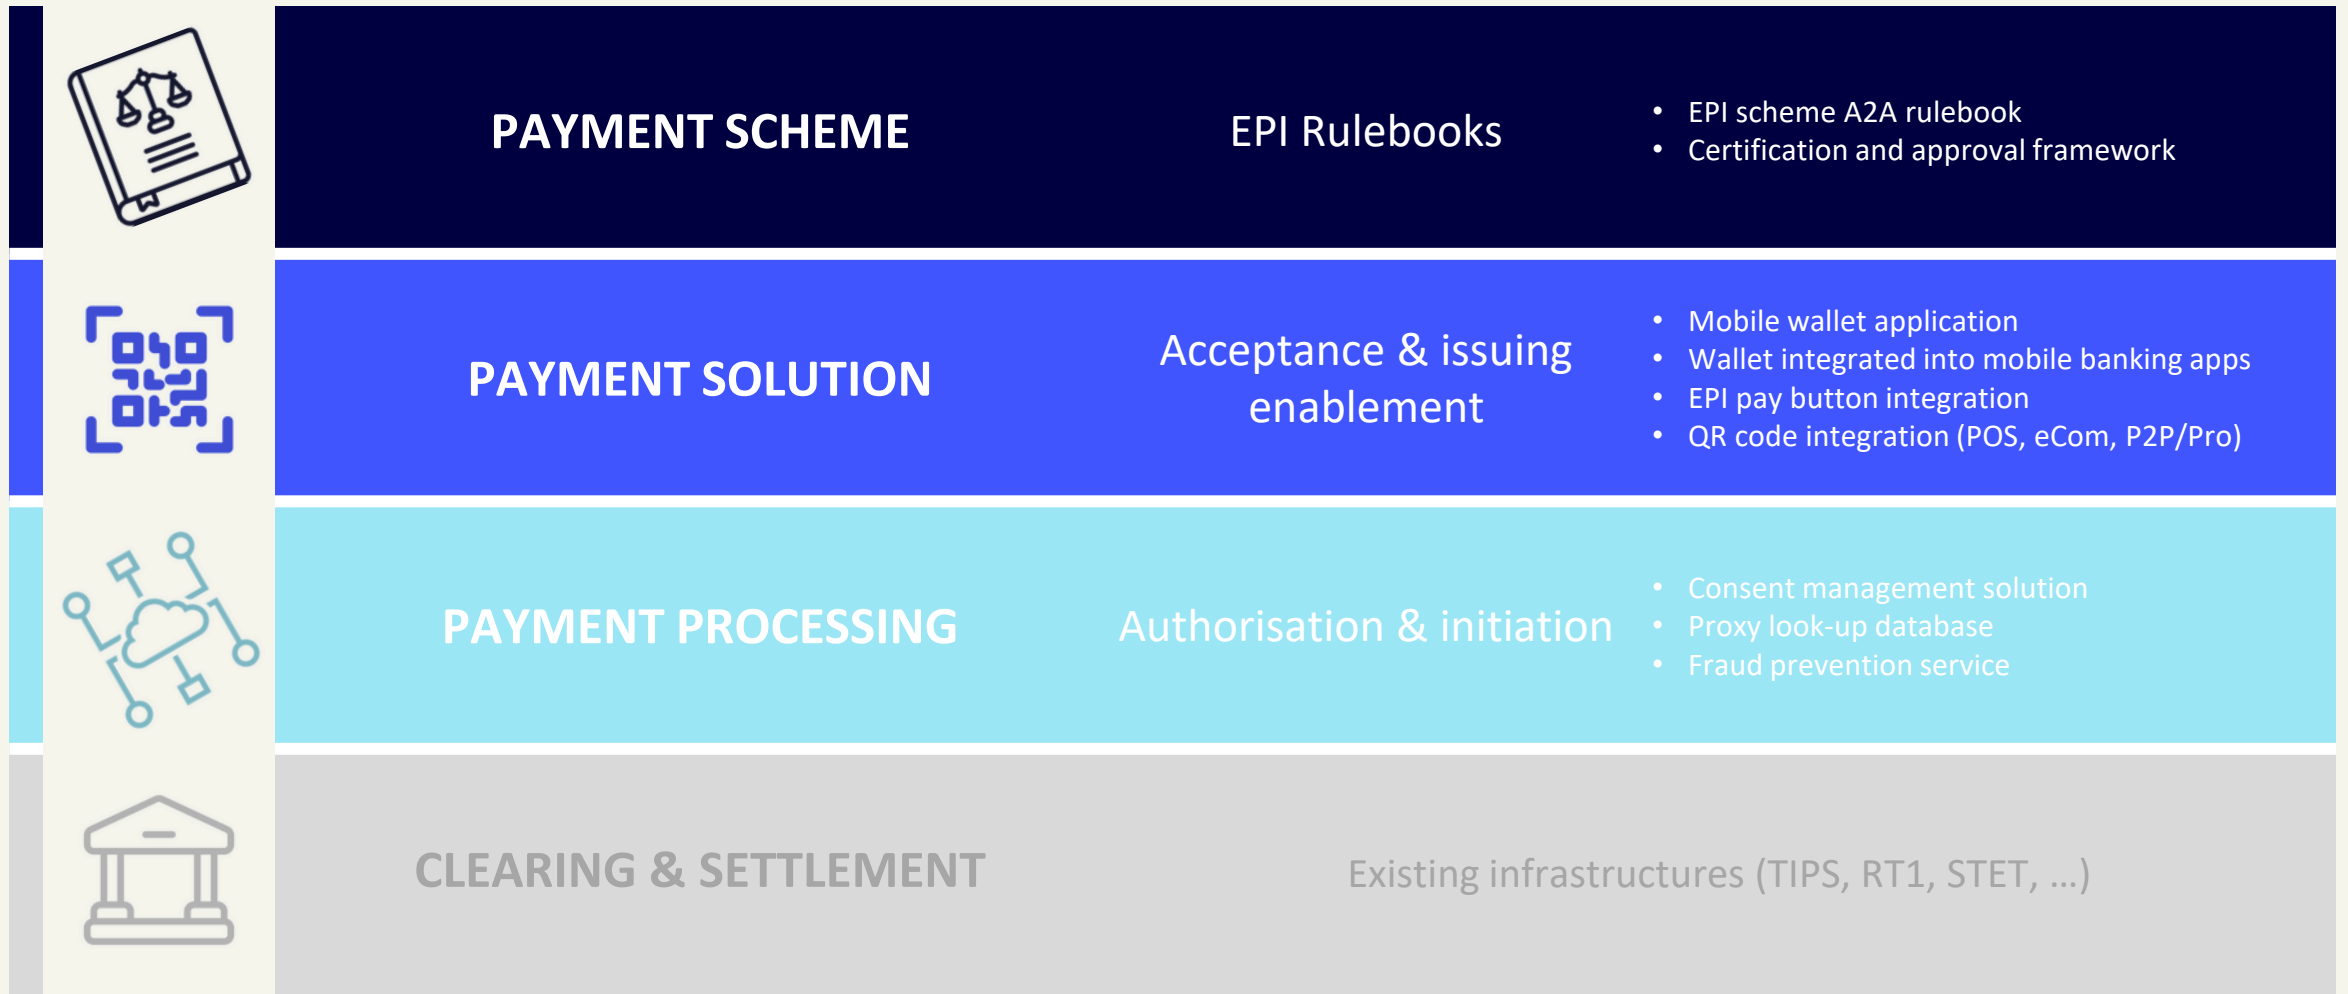 PAYMENT SCHEME
EPI Rulebooks
• EPI scheme A2A rulebook
• Certification and approval framework
PAYMENT SOLUTION
Acceptance & issuing
enablement
• Mobile wallet application
• Wallet integrated into mobile banking apps
• EPI pay button integration
• QR code integration (POS, eCom, P2P/Pro)
PAYMENT PROCESSING
Authorisation & initiation
• Consent management solution
• Proxy look-up database
• Fraud prevention service
CLEARING & SETTLEMENT
Existing infrastructures (TIPS, RT1, STET, ...)